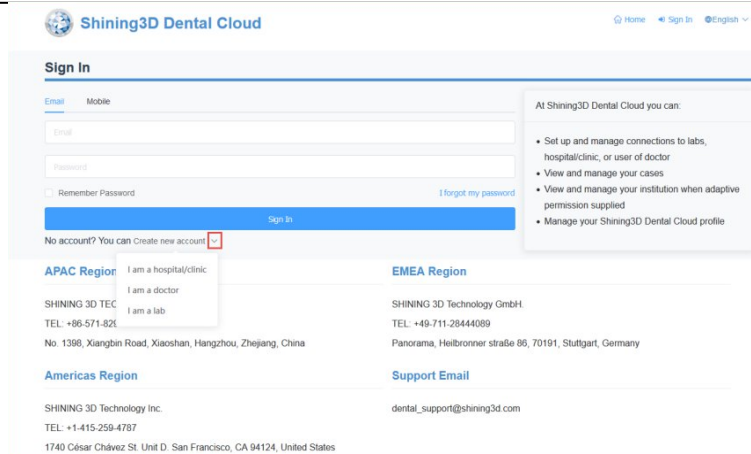 Shining3D Dental Cloud
Home Sign In English
Sign In
Email Mobile
Email
Password
Remember Password I forgot my password
Sign In
No account? You can Create new account
I am a hospital/clinic
I am a doctor
I am a lab
At Shining3D Dental Cloud you can:
Set up and manage connections to labs,
hospital/clinic, or user of doctor
View and manage your cases
View and manage your institution when adaptive
permission supplied
Manage your Shining3D Dental Cloud profile
APAC Region
SHINING 3D
TEL: +86-571-
No. 1398, Xiangbin Road, Xiaoshan, Hangzhou, Zhejiang, China
EMEA Region
SHINING 3D Technology GmbH.
TEL: +49-711-28444089
Panorama, Heilbronner straße 86, 70191, Stuttgart, Germany
Americas Region
SHINING 3D Technology Inc.
TEL: +1-415-259-4787
1740 César Chávez St. Unit D. San Francisco, CA 94124, United States
Support Email
dental_support@shining3d.com